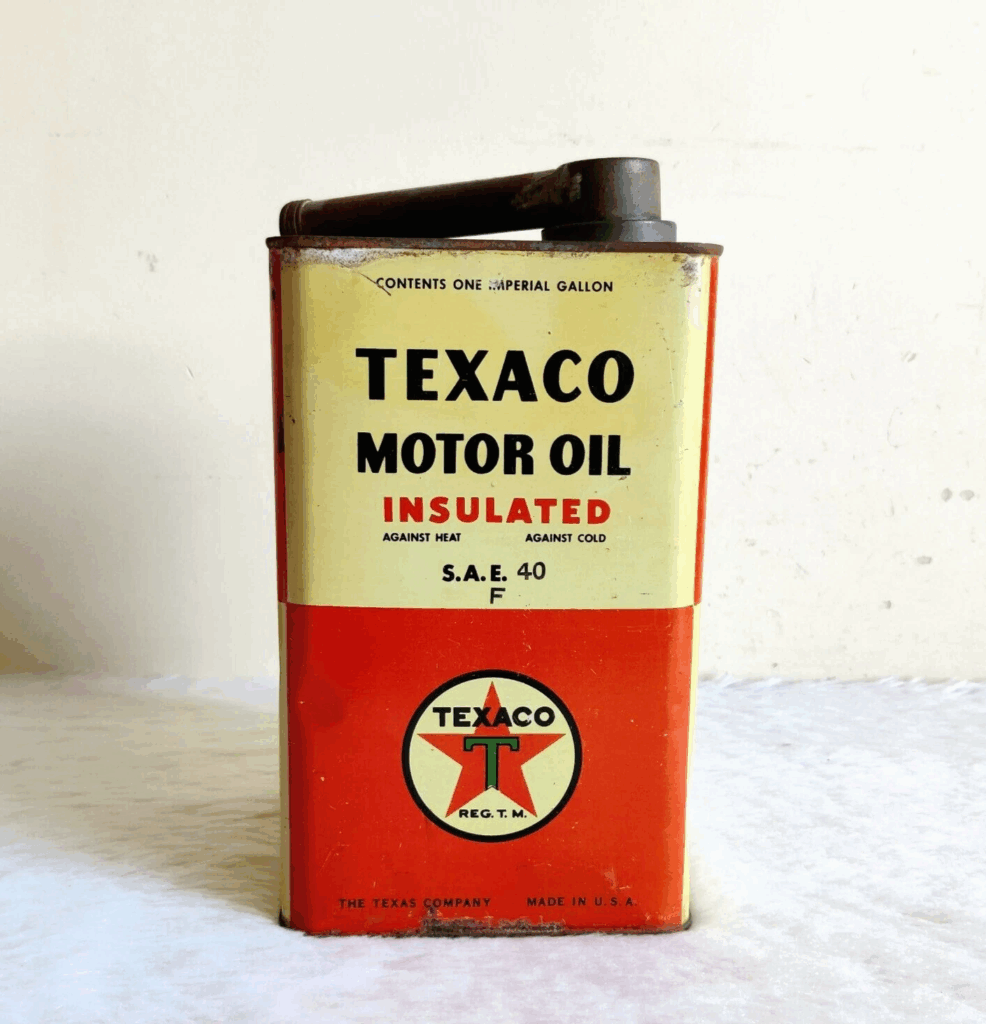 CONTENTS ONE IMPERIAL GALLON
TEXACO
MOTOR OIL
INSULATED
AGAINST HEAT AGAINST COLD
S.A.E. 40
F
TEXACO
T
REG. T. M.
THE TEXAS COMPANY MADE IN U.S.A.